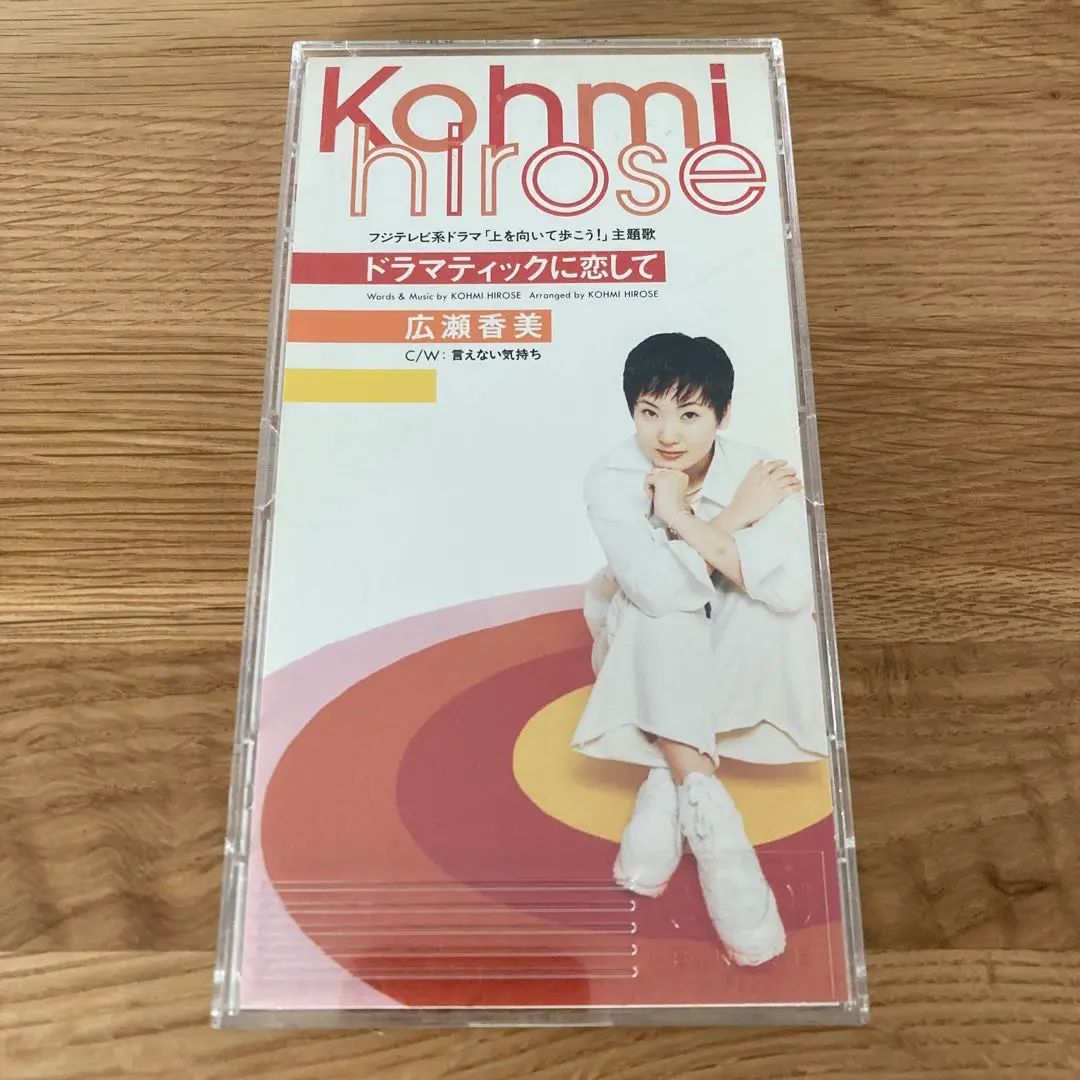 Kohmi
hirose
フジテレビ系ドラマ「上を向いて歩こう!」主題歌
ドラマティックに恋して
Words & Music by KOHMI HIROSE Arranged by KOHMI HIROSE
広瀬香美
C/W: 言えない気持ち